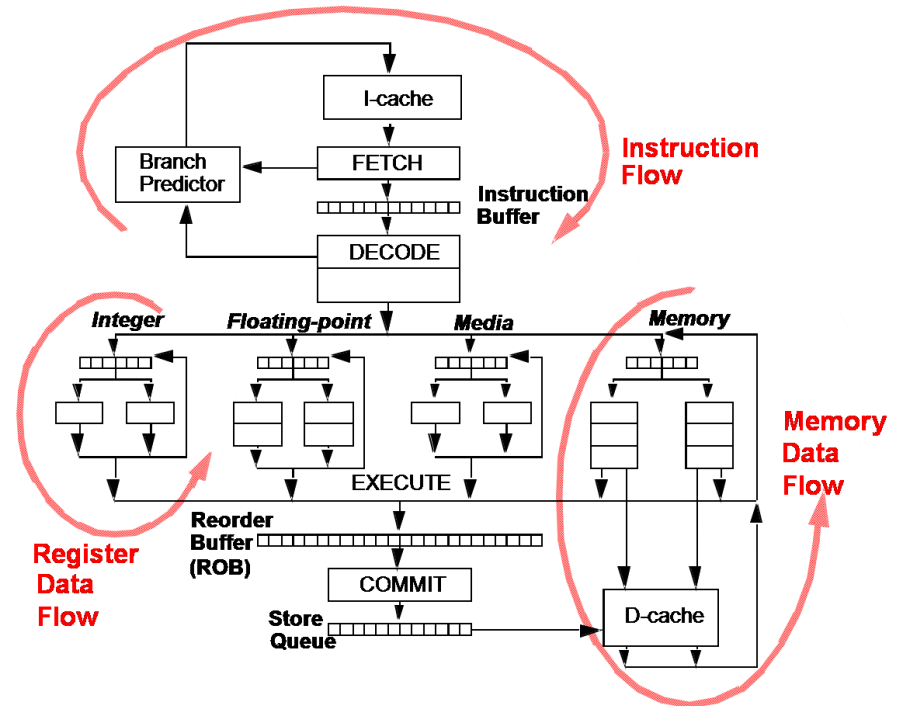 I-cache
Branch
Predictor
FETCH
Instruction
Flow
Instruction
Buffer
DECODE
Integer
Floating-point
Media
Memory
Memory
Data
Flow
EXECUTE
Reorder
Buffer
(ROB)
Register
Data
Flow
COMMIT
Store
Queue
D-cache